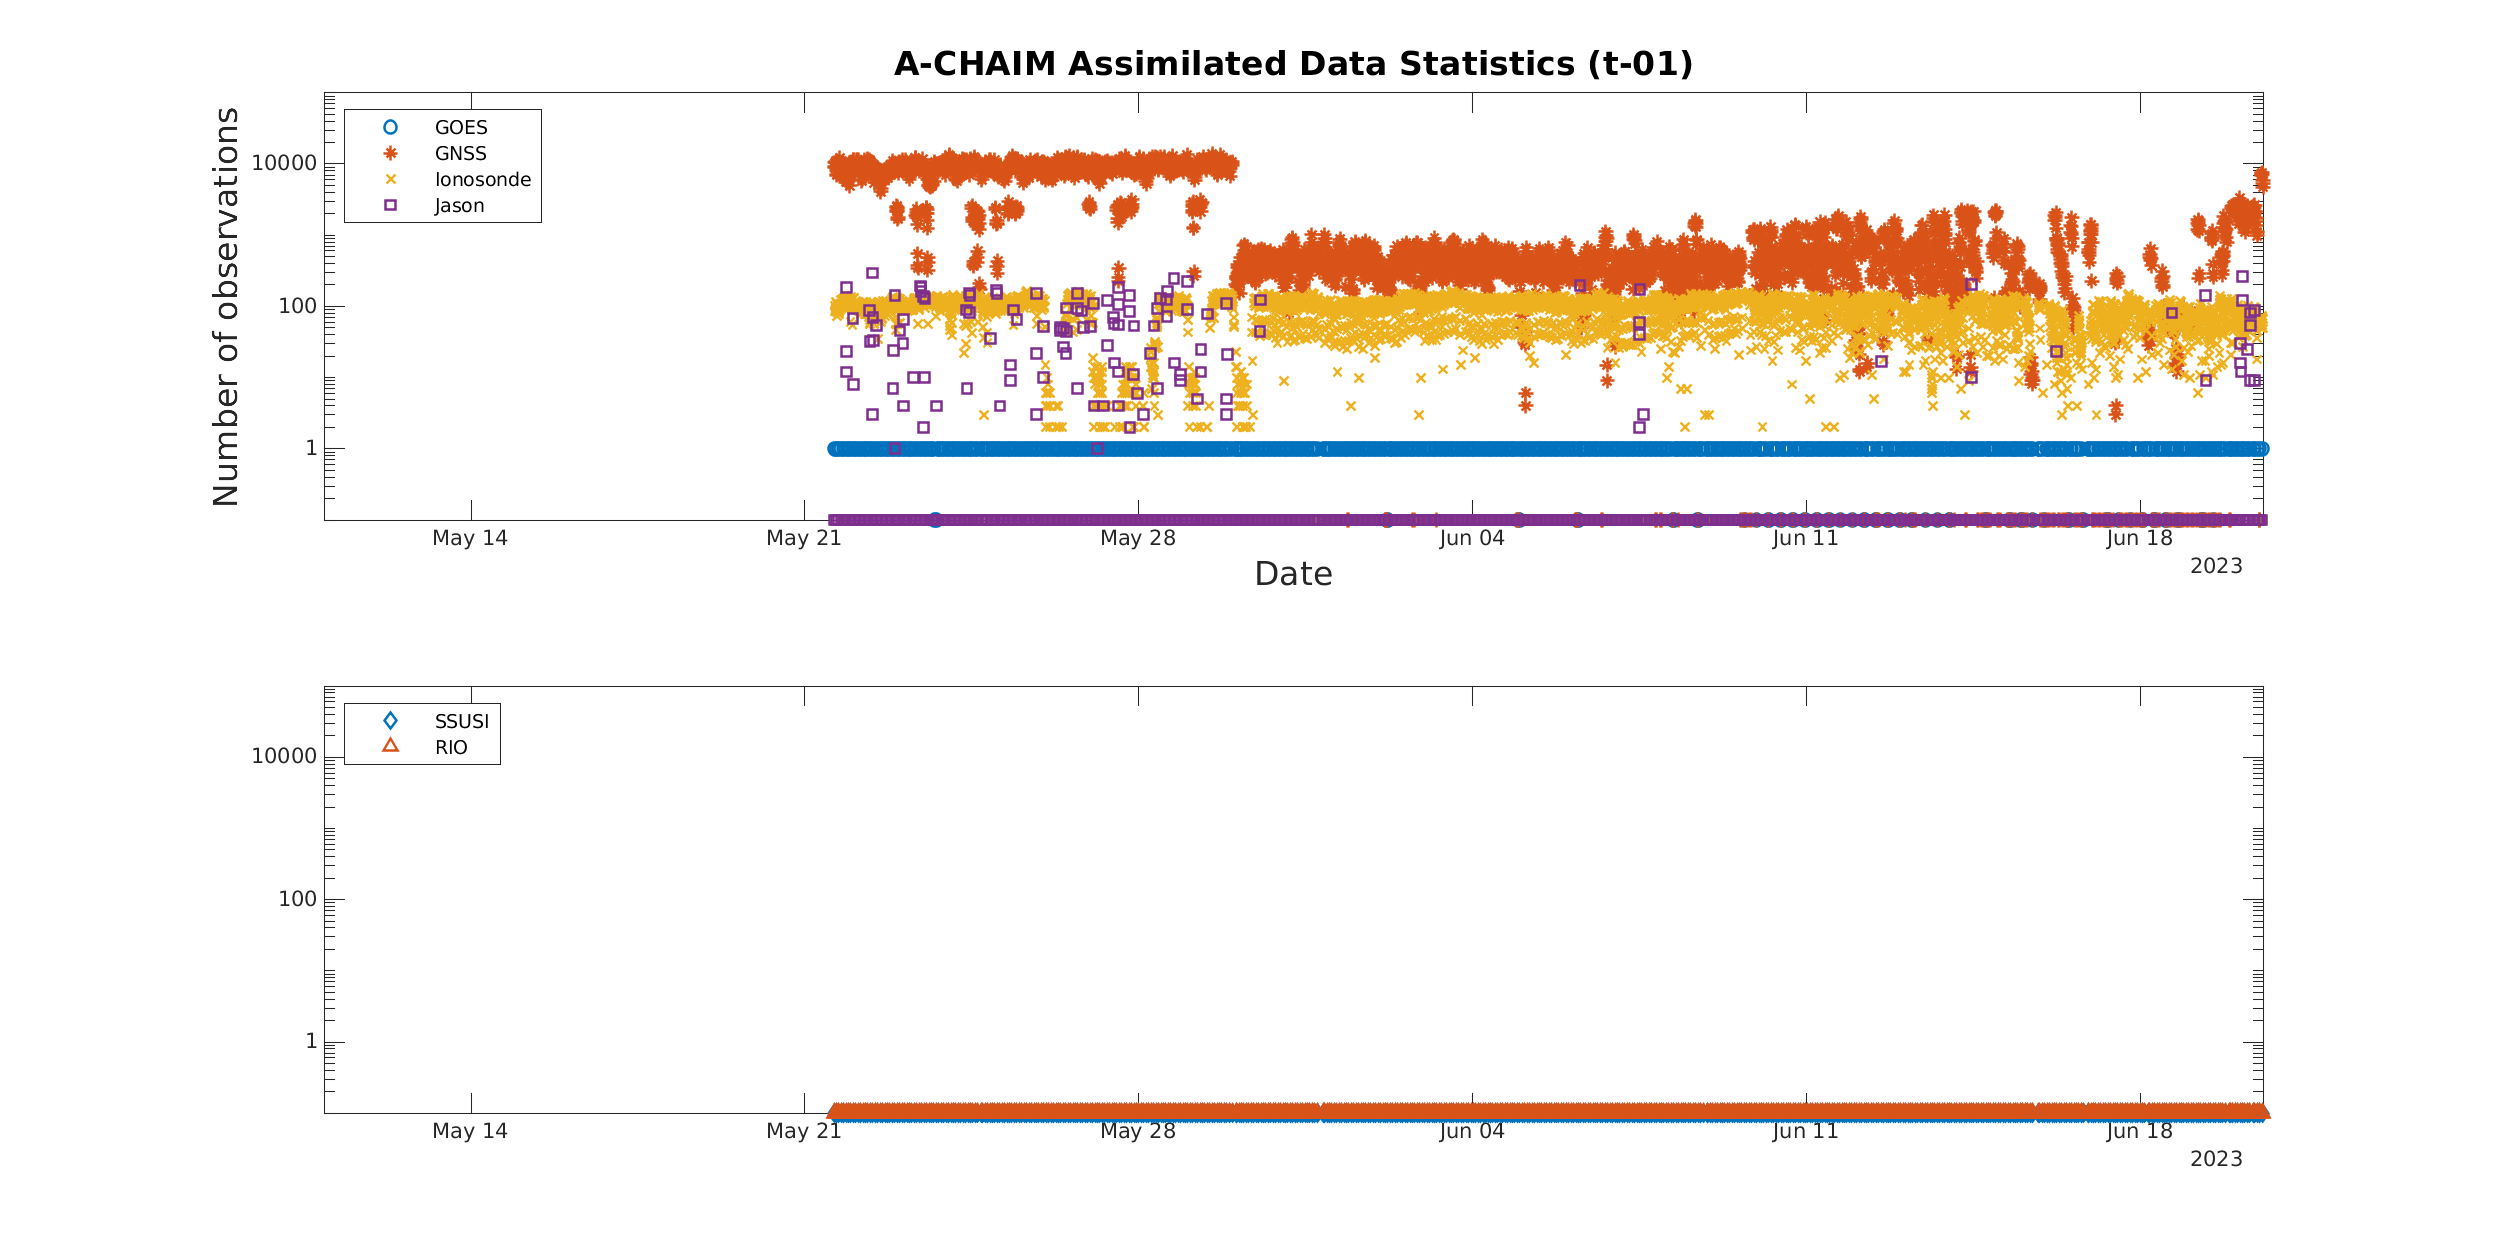 A-CHAIM Assimilated Data Statistics (t-01)
Number of observations
10000
100
1
GOES
GNSS
Ionosonde
Jason
May 14
May 21
May 28
Jun 04
Jun 11
Jun 18
2023
Date
10000
100
1
SSUSI
RIO
May 14
May 21
May 28
Jun 04
Jun 11
Jun 18
2023